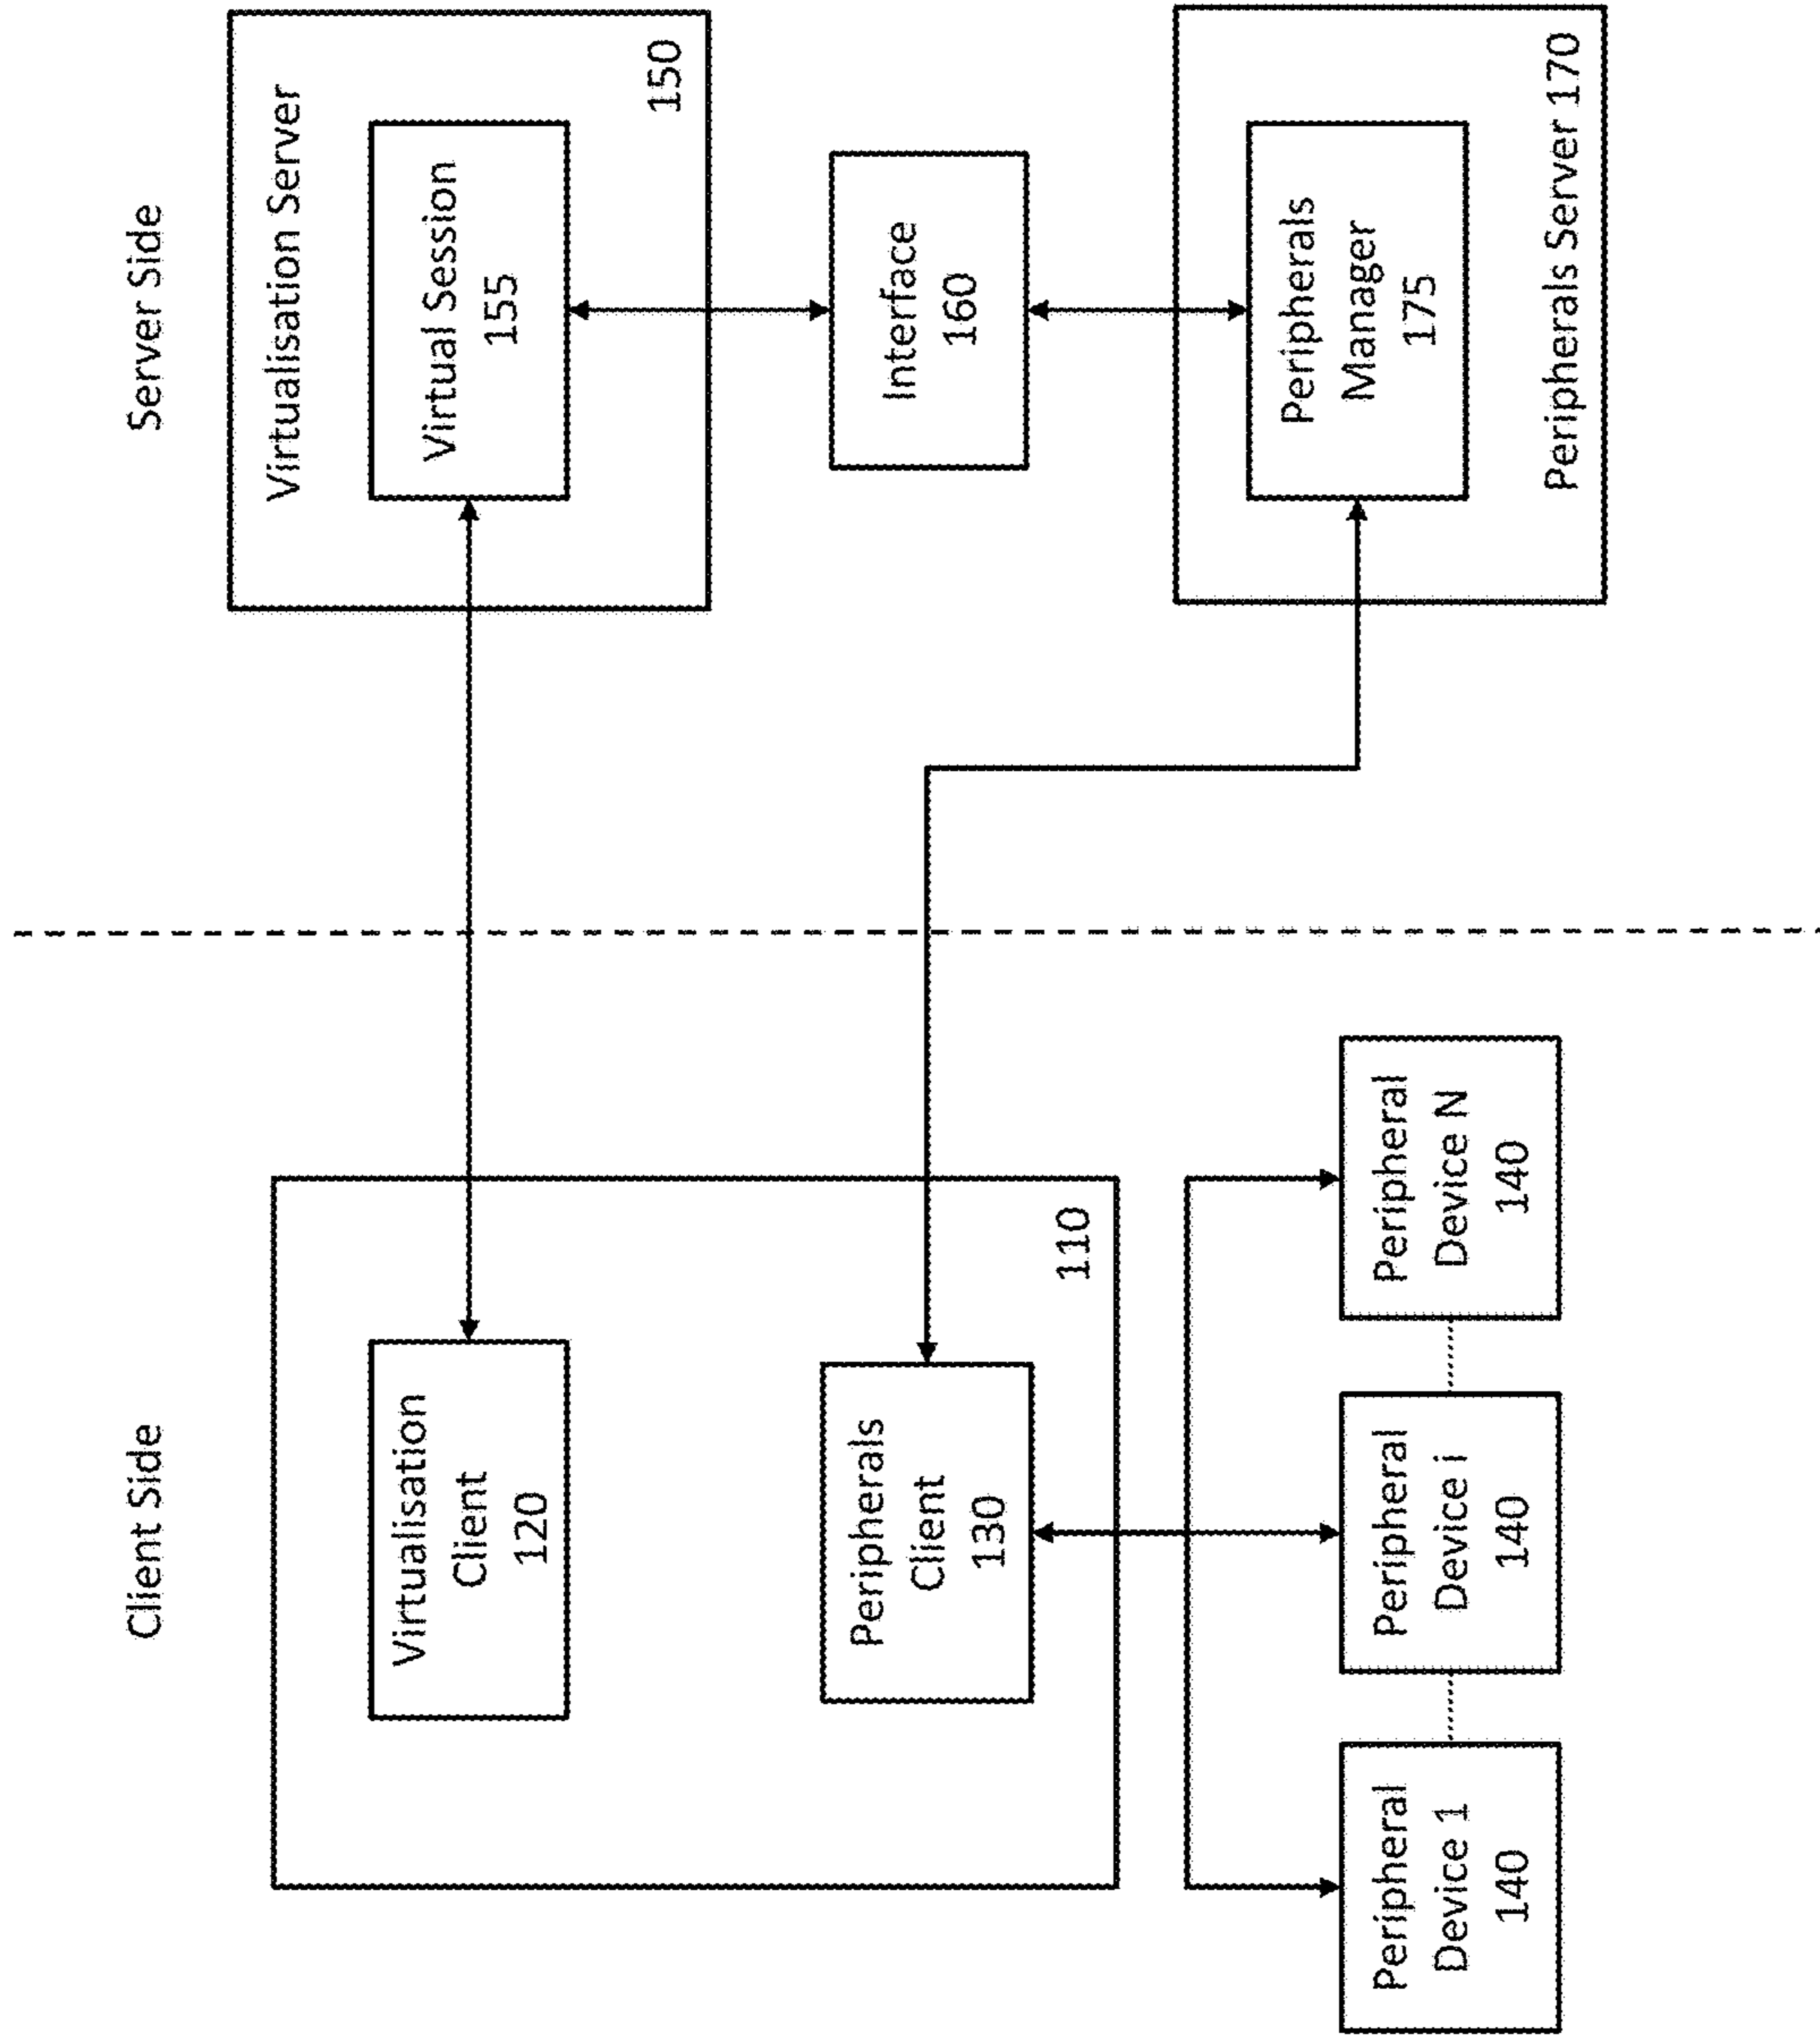 Client Side
Virtualisation
Client
120
Peripherals
Client
130
110
Peripheral
Device 1
140
Peripheral
Device i
140
Peripheral
Device N
140
Server Side
Virtualisation Server
Virtual Session
155
150
Interface
160
Peripherals
Manager
175
Peripherals Server 170